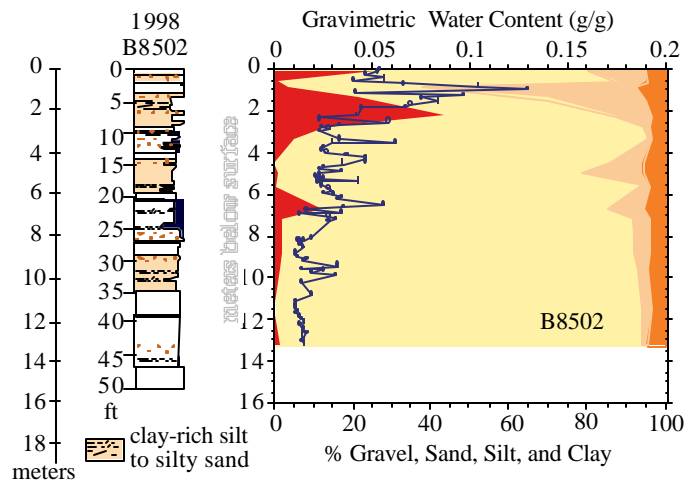 1998
B8502
Gravimetric Water Content (g/g)
0 0.05 0.1 0.15 0.2
0 2 4 6 8 10 12 14 16 18
meters
0 5 10 15 20 25 30 35 40 45 50
ft
meters below surface
0 2 4 6 8 10 12 14 16
B8502
0 20 40 60 80 100
% Gravel, Sand, Silt, and Clay
clay-rich silt
to silty sand